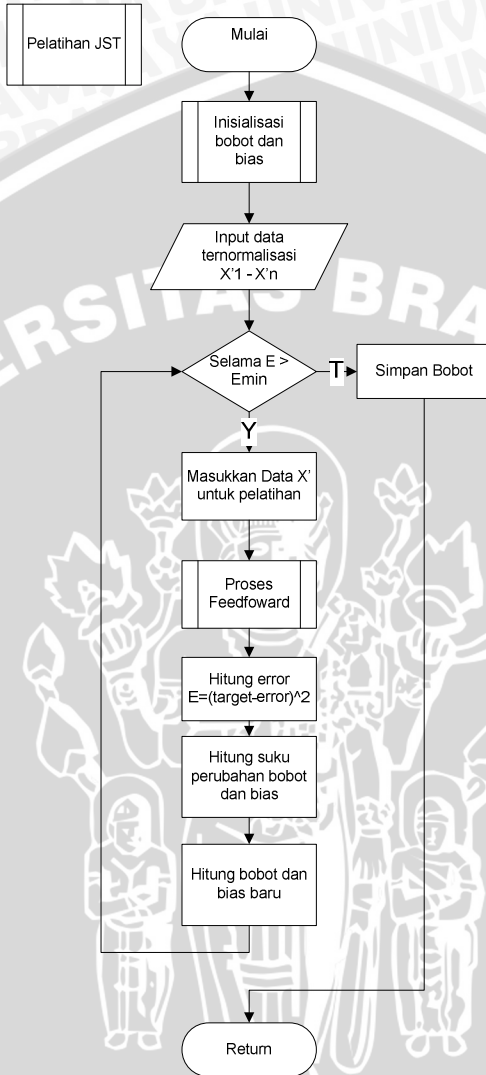 Pelatihan JST
Mulai
Inisialisasi
bobot dan
bias
Input data
ternormalisasi
X'1 - X'n
ERSITAS BRA
Selama E >
Emin
T
Simpan Bobot
Y
Masukkan Data X'
untuk pelatihan
Proses
Feedfoward
Hitung error
E=(target-error)^2
Hitung suku
perubahan bobot
dan bias
Hitung bobot dan
bias baru
Return